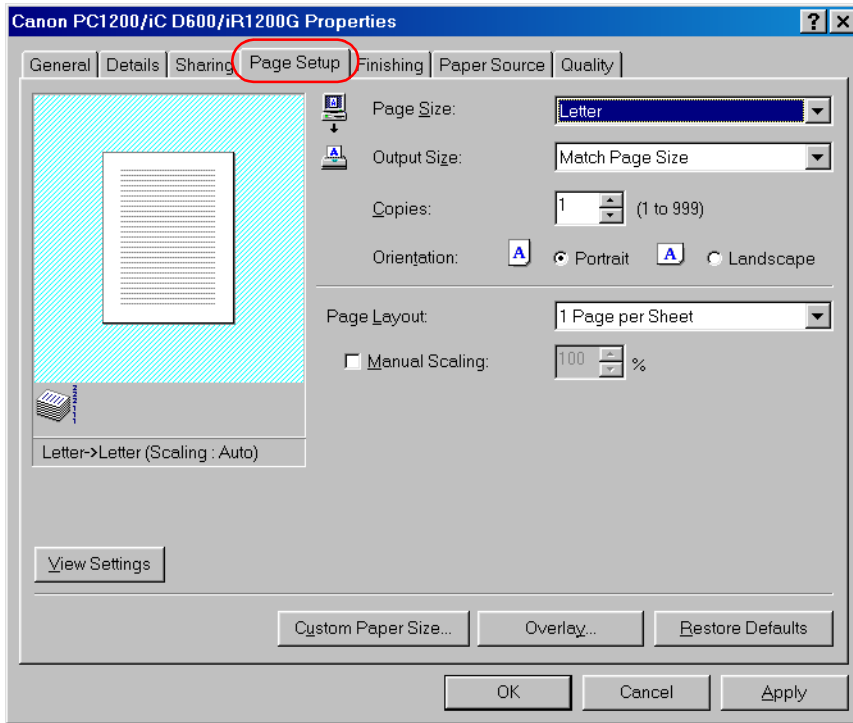 Canon PC1200/iC D600/iR1200G Properties
General Details Sharing Page Setup Finishing Paper Source Quality
Page Size: Letter
Output Size: Match Page Size
Copies: 1 (1 to 999)
Orientation: A Portrait A Landscape
Page Layout: 1 Page per Sheet
Manual Scaling: 100 %
Letter->Letter (Scaling : Auto)
View Settings
Custom Paper Size... Overlay... Restore Defaults
OK Cancel Apply